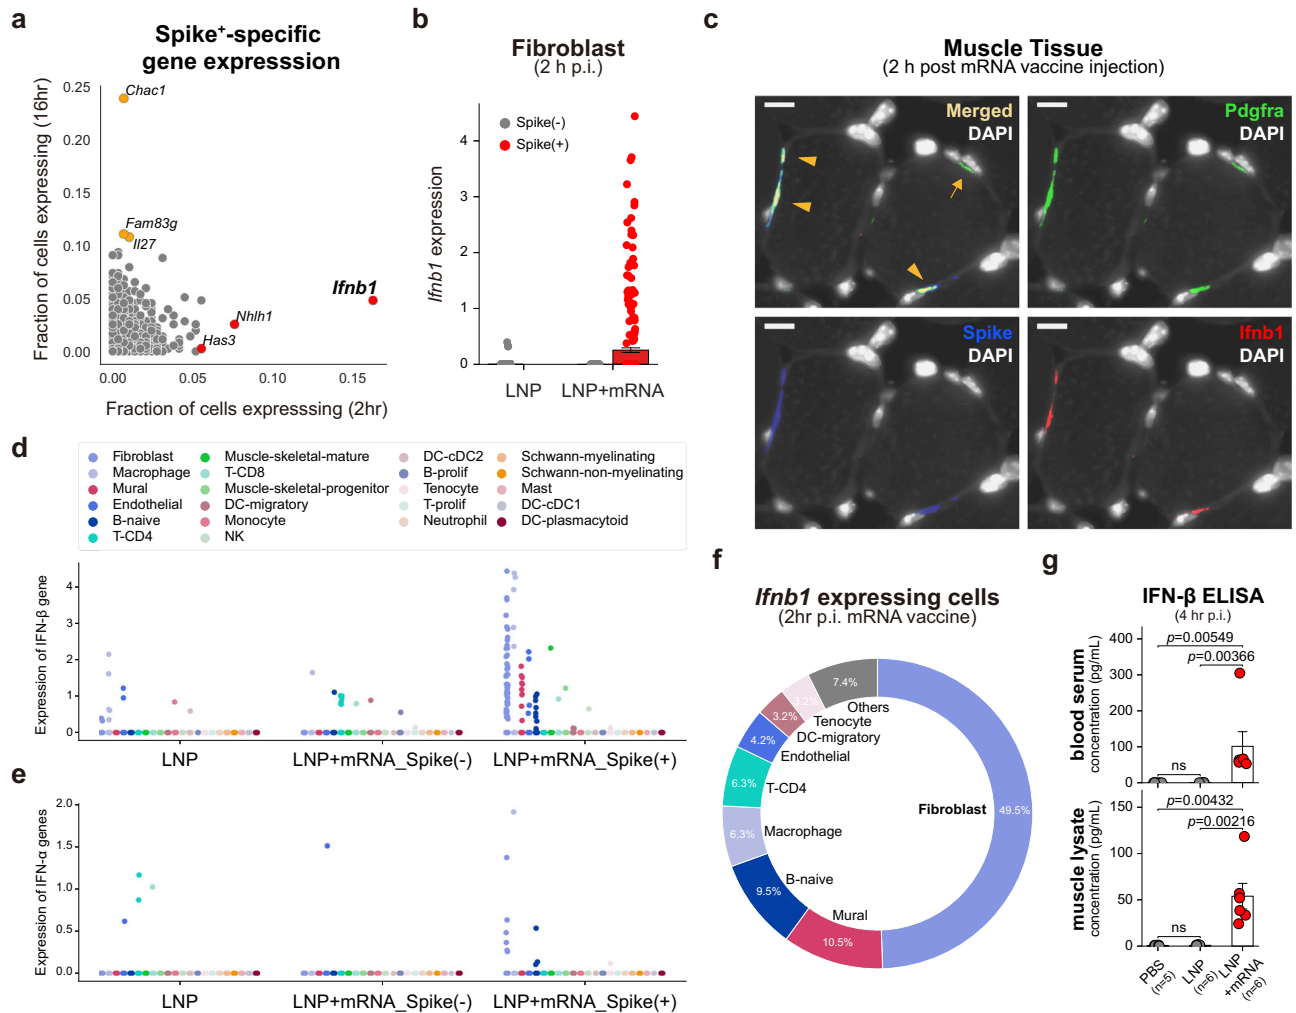 a
Spike⁺-specific
gene expresssion
Fraction of cells expressing (16hr)
0.25
0.20
0.15
0.10
0.05
0.00
Chac1
Fam83g
Il27
Ifnb1
Nhlh1
Has3
0.00
0.05
0.10
0.15
Fraction of cells expresssing (2hr)
b
Fibroblast
(2 h p.i.)
Ifnb1 expression
4
3
2
1
0
Spike(-)
Spike(+)
LNP
LNP+mRNA
c
Muscle Tissue
(2 h post mRNA vaccine injection)
Merged
DAPI
Pdgfra
DAPI
Spike
DAPI
Ifnb1
DAPI
d
Fibroblast
Macrophage
Mural
Endothelial
B-naive
T-CD4
Muscle-skeletal-mature
T-CD8
Muscle-skeletal-progenitor
DC-migratory
Monocyte
NK
DC-cDC2
B-prolif
Tenocyte
T-prolif
Neutrophil
Schwann-myelinating
Schwann-non-myelinating
Mast
DC-cDC1
DC-plasmacytoid
Expression of IFN-β gene
4
3
2
1
0
LNP
LNP+mRNA_Spike(-)
LNP+mRNA_Spike(+)
e
Expression of IFN-α genes
2.0
1.5
1.0
0.5
0.0
LNP
LNP+mRNA_Spike(-)
LNP+mRNA_Spike(+)
f
Ifnb1 expressing cells
(2hr p.i. mRNA vaccine)
7.4%
Others
3.2%
Tenocyte
3.2%
DC-migratory
4.2%
Endothelial
6.3%
T-CD4
6.3%
Macrophage
9.5%
B-naive
10.5%
Mural
Fibroblast
49.5%
g
IFN-β ELISA
(4 hr p.i.)
blood serum
concentration (pg/mL)
400
300
200
100
0
p=0.00549
p=0.00366
ns
muscle lysate
concentration (pg/mL)
150
100
50
0
p=0.00432
p=0.00216
ns
PBS
(n=5)
LNP
(n=6)
LNP
+mRNA
(n=6)